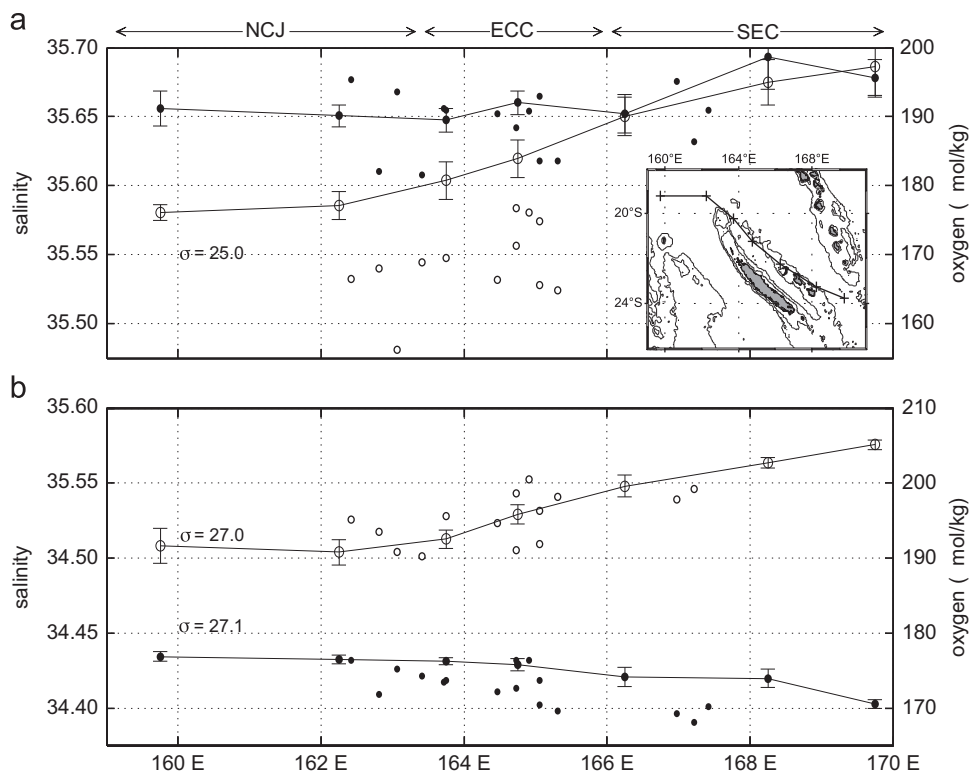 a
NCJ ECC SEC
35.70
35.65
35.60
35.55
35.50
salinity
200
190
180
170
160
oxygen ( mol/kg)
σ = 25.0
160°E 164°E 168°E
20°S
24°S
b
35.60
35.55
34.50
34.45
34.40
salinity
210
200
190
180
170
oxygen ( mol/kg)
σ = 27.0
σ = 27.1
160 E 162 E 164 E 166 E 168 E 170 E